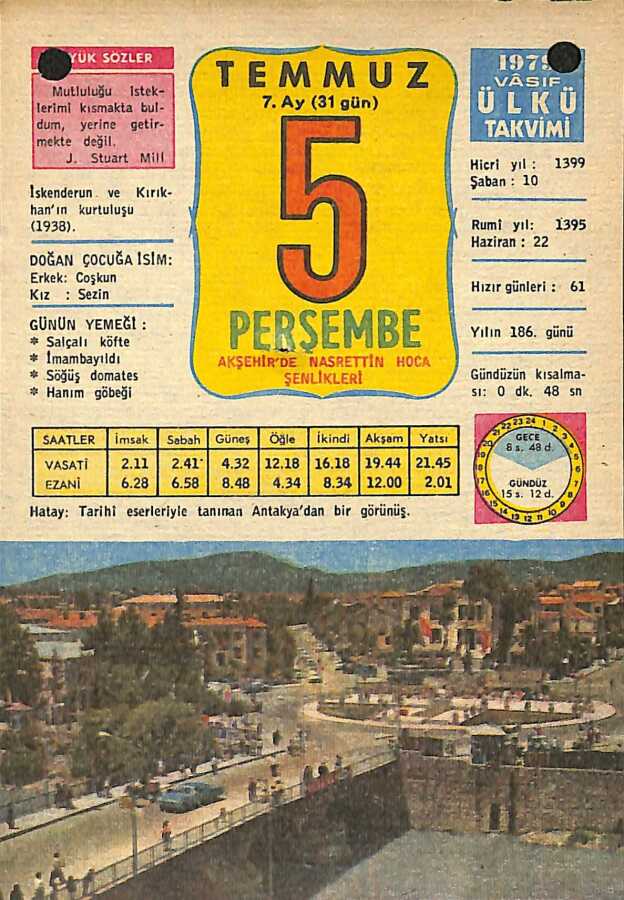 YÜK SÖZLER
Mutluluğu istek-
lerimi kısmakta bul-
dum, yerine getir-
mekte değil.
J. Stuart Mill
İskenderun ve Kırık-
han'ın kurtuluşu
(1938).
DOĞAN ÇOCUĞA İSİM:
Erkek: Coşkun
Kız : Sezin
GÜNÜN YEMEĞİ :
* Salçalı köfte
* İmambayıldı
* Söğüş domates
* Hanım göbeği
TEMMUZ
7. Ay (31 gün)
5
PERŞEMBE
AKŞEHİR'DE NASRETTİN HOCA
ŞENLİKLERİ
1979
VÂSIF
ÜLKÜ
TAKVİMİ
Hicrî yıl : 1399
Şaban : 10
Rumî yıl: 1395
Haziran : 22
Hızır günleri : 61
Yılın 186. günü
Gündüzün kısalma-
sı: 0 dk. 48 sn
SAATLER İmsak Sabah Güneş Öğle İkindi Akşam Yatsı
VASATİ 2.11 2.41 4.32 12.18 16.18 19.44 21.45
EZANİ 6.28 6.58 8.48 4.34 8.34 12.00 2.01
GECE
8 s. 48 d.
GÜNDÜZ
15 s. 12 d.
Hatay: Tarihî eserleriyle tanınan Antakya'dan bir görünüş.